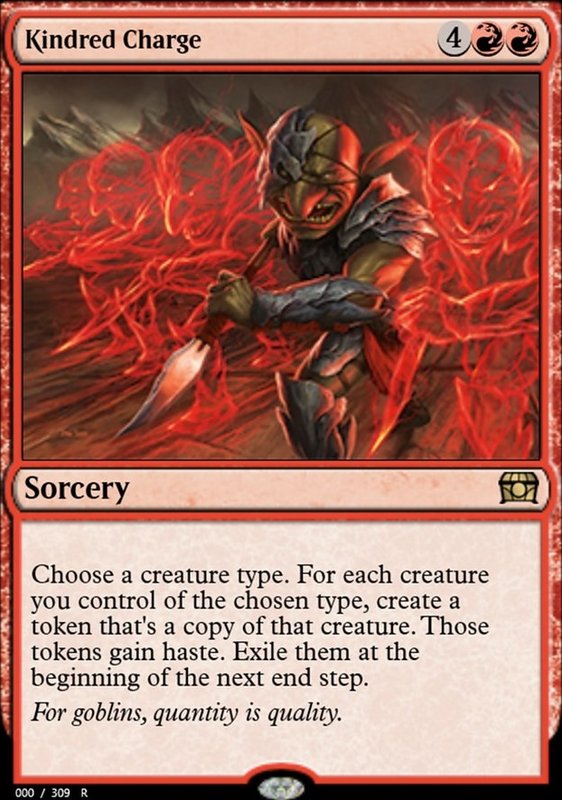 Kindred Charge 4
Sorcery
Choose a creature type. For each creature
you control of the chosen type, create a
token that's a copy of that creature. Those
tokens gain haste. Exile them at the
beginning of the next end step.
For goblins, quantity is quality.
000 / 309 R